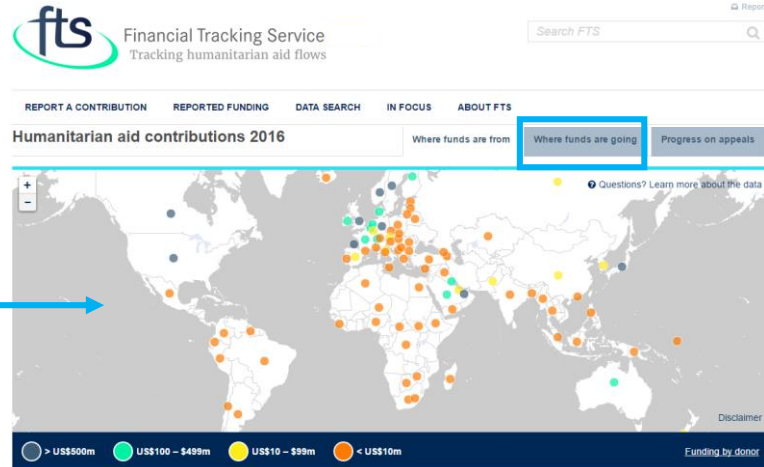 Repor
fts
Financial Tracking Service
Tracking humanitarian aid flows
Search FTS
REPORT A CONTRIBUTION REPORTED FUNDING DATA SEARCH IN FOCUS ABOUT FTS
Humanitarian aid contributions 2016
Where funds are from Where funds are going Progress on appeals
+
−
? Questions? Learn more about the data
Disclaimer
> US$500m US$100 – $499m US$10 – $99m < US$10m Funding by donor